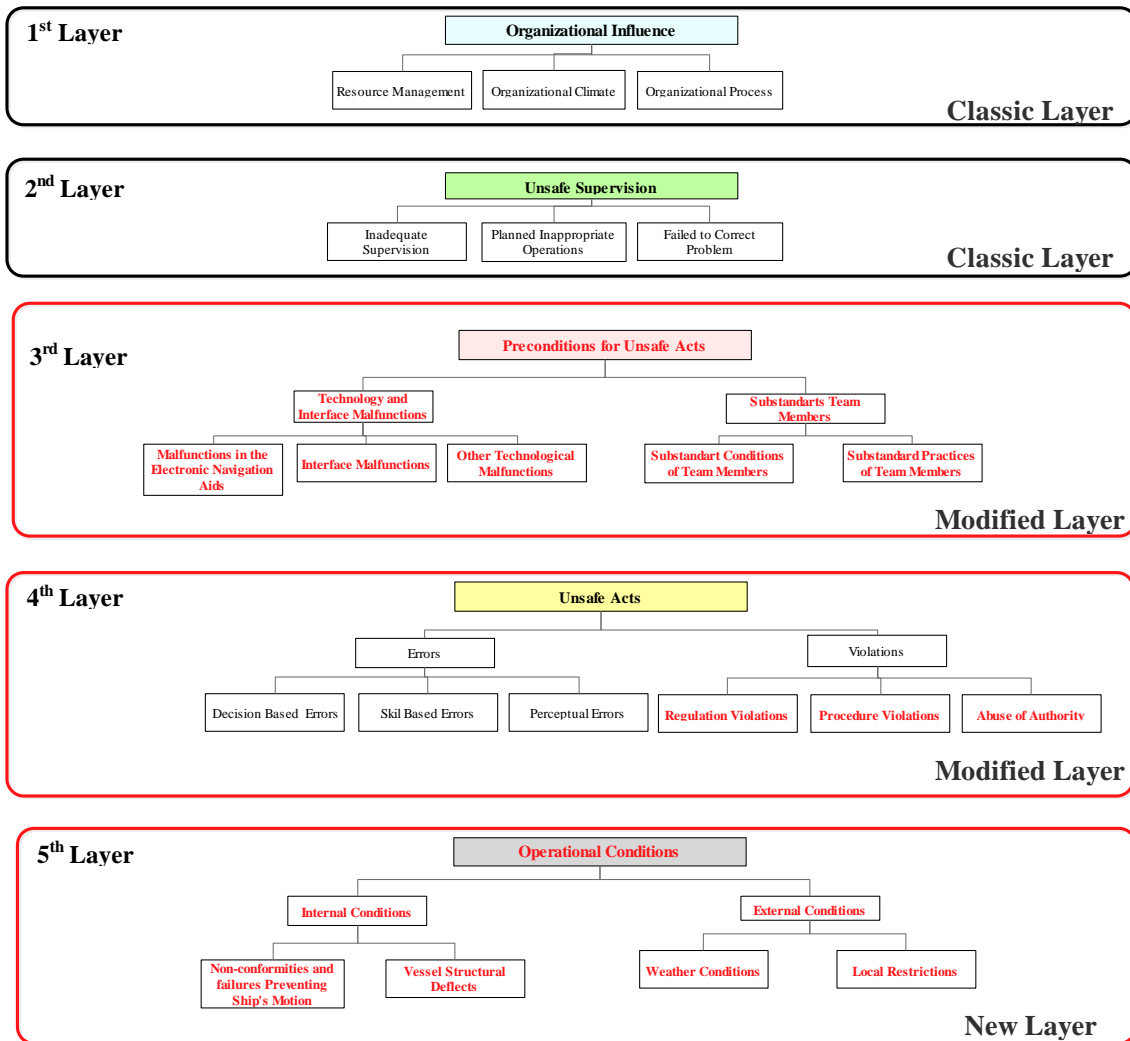 1st Layer
Organizational Influence
Resource Management
Organizational Climate
Organizational Process
Classic Layer
2nd Layer
Unsafe Supervision
Inadequate
Supervision
Planned Inappropriate
Operations
Failed to Correct
Problem
Classic Layer
3rd Layer
Preconditions for Unsafe Acts
Technology and
Interface Malfunctions
Substandarts Team
Members
Malfunctions in the
Electronic Navigation
Aids
Interface Malfunctions
Other Technological
Malfunctions
Substandart Conditions
of Team Members
Substandard Practices
of Team Members
Modified Layer
4th Layer
Unsafe Acts
Errors
Violations
Decision Based Errors
Skil Based Errors
Perceptual Errors
Regulation Violations
Procedure Violations
Abuse of Authority
Modified Layer
5th Layer
Operational Conditions
Internal Conditions
External Conditions
Non-conformities and
failures Preventing
Ship's Motion
Vessel Structural
Deflects
Weather Conditions
Local Restrictions
New Layer